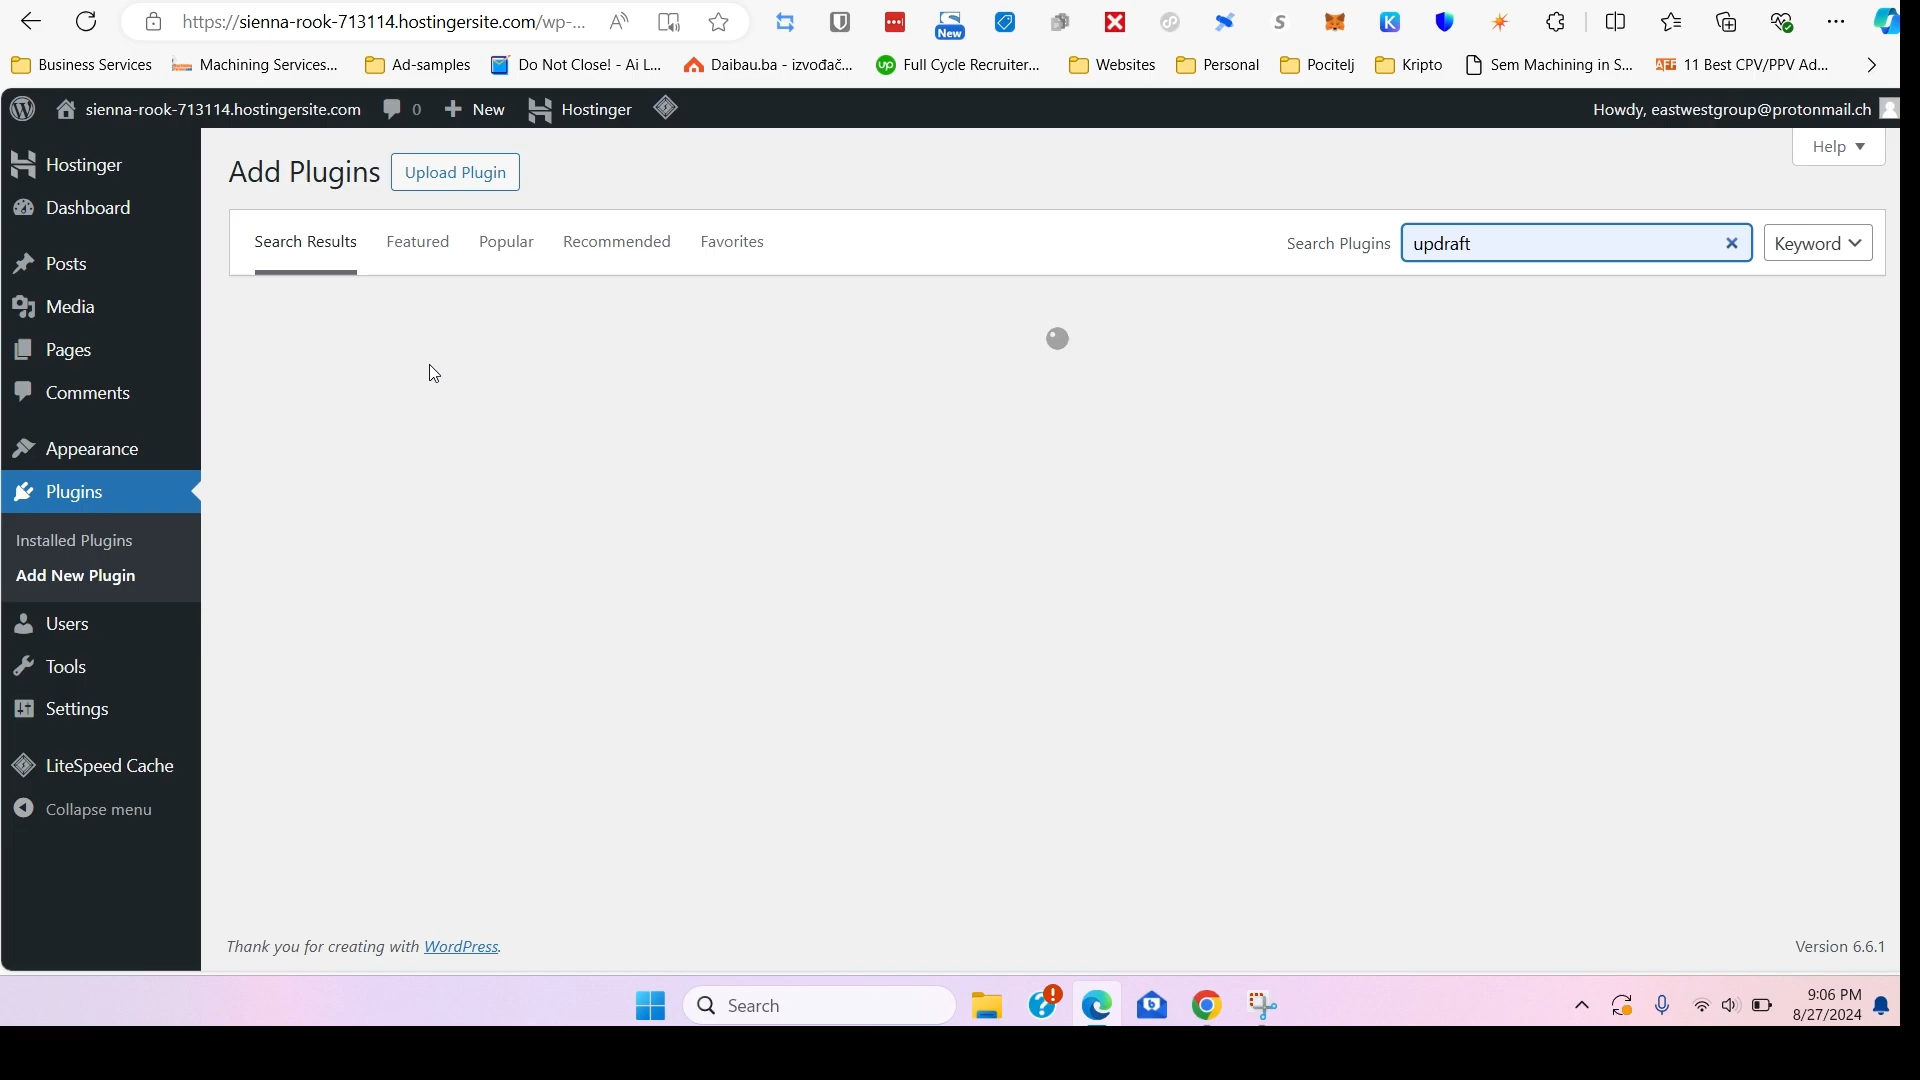 https://sienna-rook-713114.hostingersite.com/wp-...
New
Business Services
Machining Services...
Ad-samples
Do Not Close! - Ai L...
Daibau.ba - izvođač...
up Full Cycle Recruiter...
Websites
Personal
Pocitelj
Kripto
Sem Machining in S...
AFF 11 Best CPV/PPV Ad...
sienna-rook-713114.hostingersite.com
0
New
Hostinger
Howdy, eastwestgroup@protonmail.ch
Hostinger
Dashboard
Posts
Media
Pages
Comments
Appearance
Plugins
Installed Plugins
Add New Plugin
Users
Tools
Settings
LiteSpeed Cache
Collapse menu
Add Plugins
Upload Plugin
Help
Search Results
Featured
Popular
Recommended
Favorites
Search Plugins
updraft
Keyword
Thank you for creating with WordPress.
Version 6.6.1
Search
9:06 PM
8/27/2024